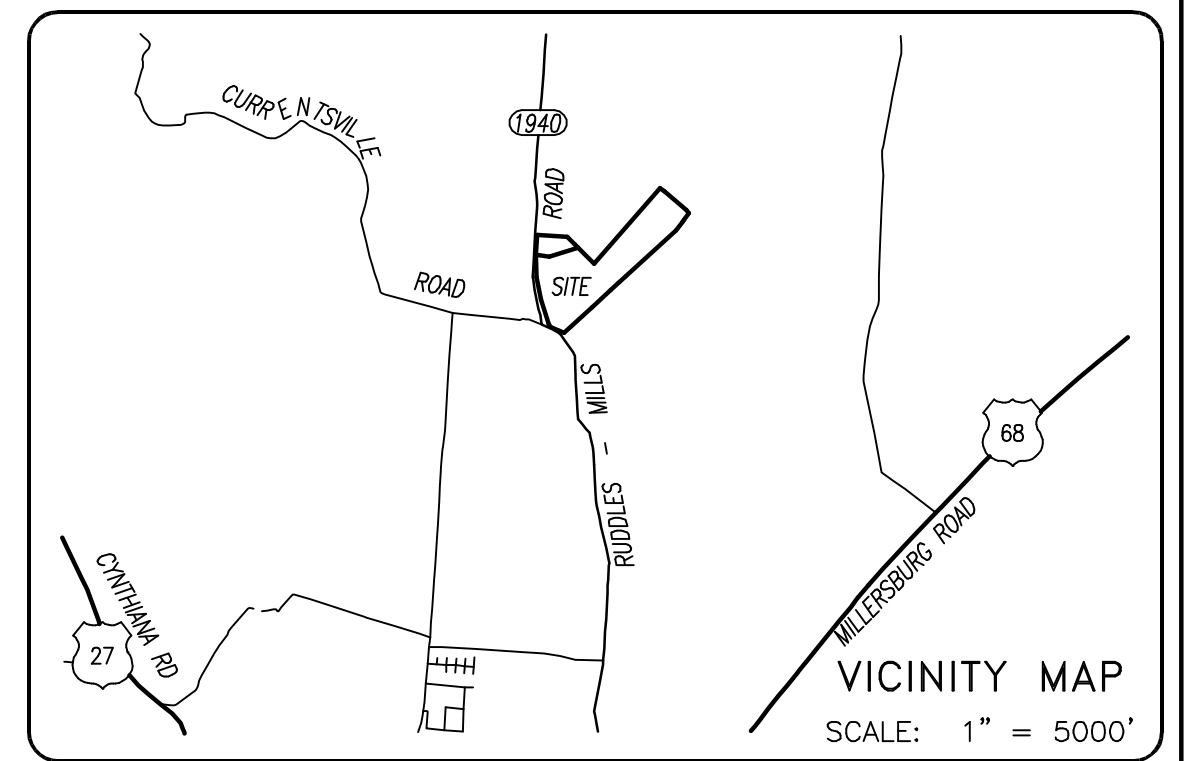 CURRENTSVILLE
ROAD
1940
RUDDLES - MILLS
ROAD
SITE
68
MILLERSBURG ROAD
CYNTHIANA RD
27
VICINITY MAP
SCALE: 1" = 5000'